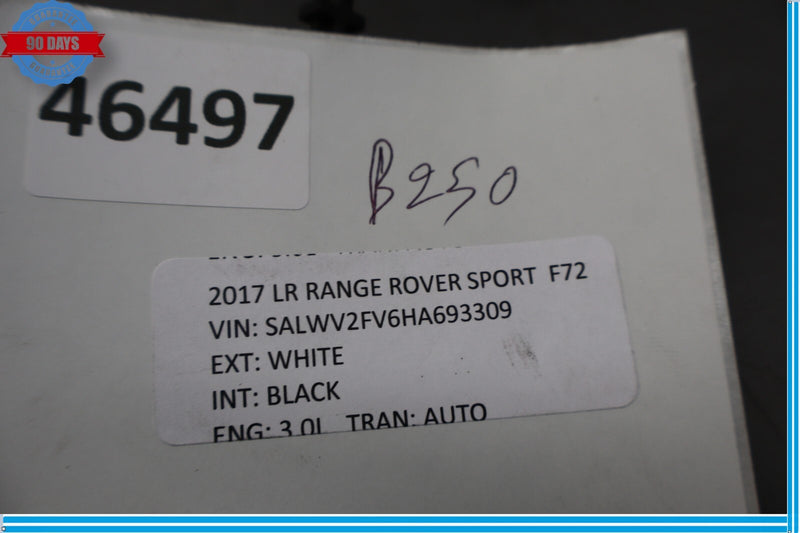 90 DAYS
46497
B250
2017 LR RANGE ROVER SPORT F72
VIN: SALWV2FV6HA693309
EXT: WHITE
INT: BLACK
ENG: 3.0L TRAN: AUTO